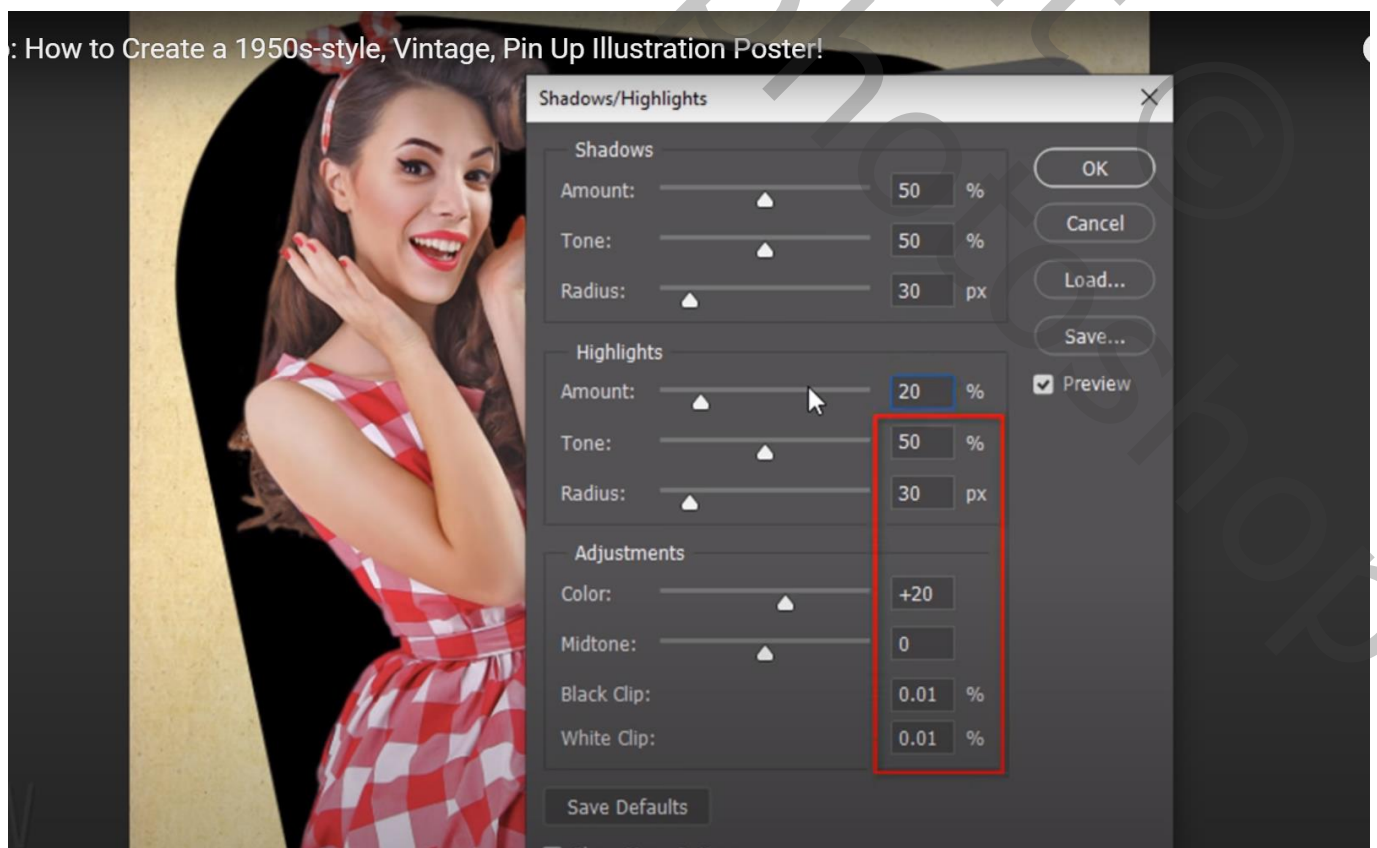 : How to Create a 1950s-style, Vintage, Pin Up Illustration Poster!
Shadows/Highlights
Shadows
Amount: 50 %
Tone: 50 %
Radius: 30 px
Highlights
Amount: 20 %
Tone: 50 %
Radius: 30 px
Adjustments
Color: +20
Midtone: 0
Black Clip: 0.01 %
White Clip: 0.01 %
Save Defaults
OK
Cancel
Load...
Save...
Preview
photoshop
©